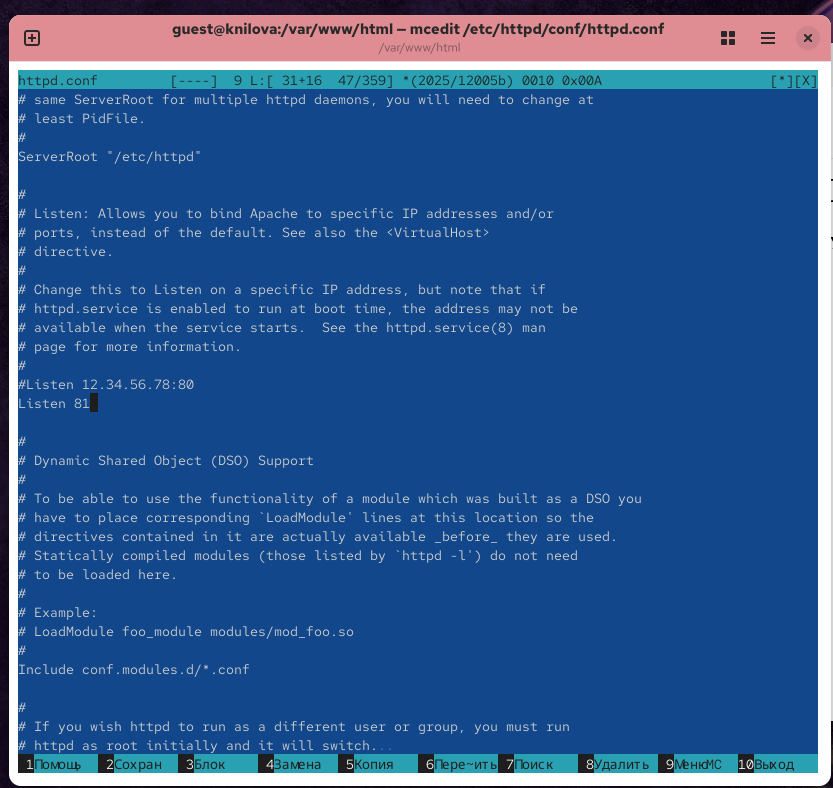 guest@knilova:/var/www/html — mcedit /etc/httpd/conf/httpd.conf
/var/www/html
httpd.conf [----] 9 L:[ 31+16 47/359] *(2025/12005b) 0010 0x00A [*][X]
# same ServerRoot for multiple httpd daemons, you will need to change at
# least PidFile.
#
ServerRoot "/etc/httpd"
#
# Listen: Allows you to bind Apache to specific IP addresses and/or
# ports, instead of the default. See also the <VirtualHost>
# directive.
#
# Change this to Listen on a specific IP address, but note that if
# httpd.service is enabled to run at boot time, the address may not be
# available when the service starts.  See the httpd.service(8) man
# page for more information.
#
#Listen 12.34.56.78:80
Listen 81
#
# Dynamic Shared Object (DSO) Support
#
# To be able to use the functionality of a module which was built as a DSO you
# have to place corresponding `LoadModule' lines at this location so the
# directives contained in it are actually available _before_ they are used.
# Statically compiled modules (those listed by `httpd -l') do not need
# to be loaded here.
#
# Example:
# LoadModule foo_module modules/mod_foo.so
#
Include conf.modules.d/*.conf
#
# If you wish httpd to run as a different user or group, you must run
# httpd as root initially and it will switch...
1Помощь 2Сохран 3Блок 4Замена 5Копия 6Пере~ить 7Поиск 8Удалить 9МенюMC 10Выход